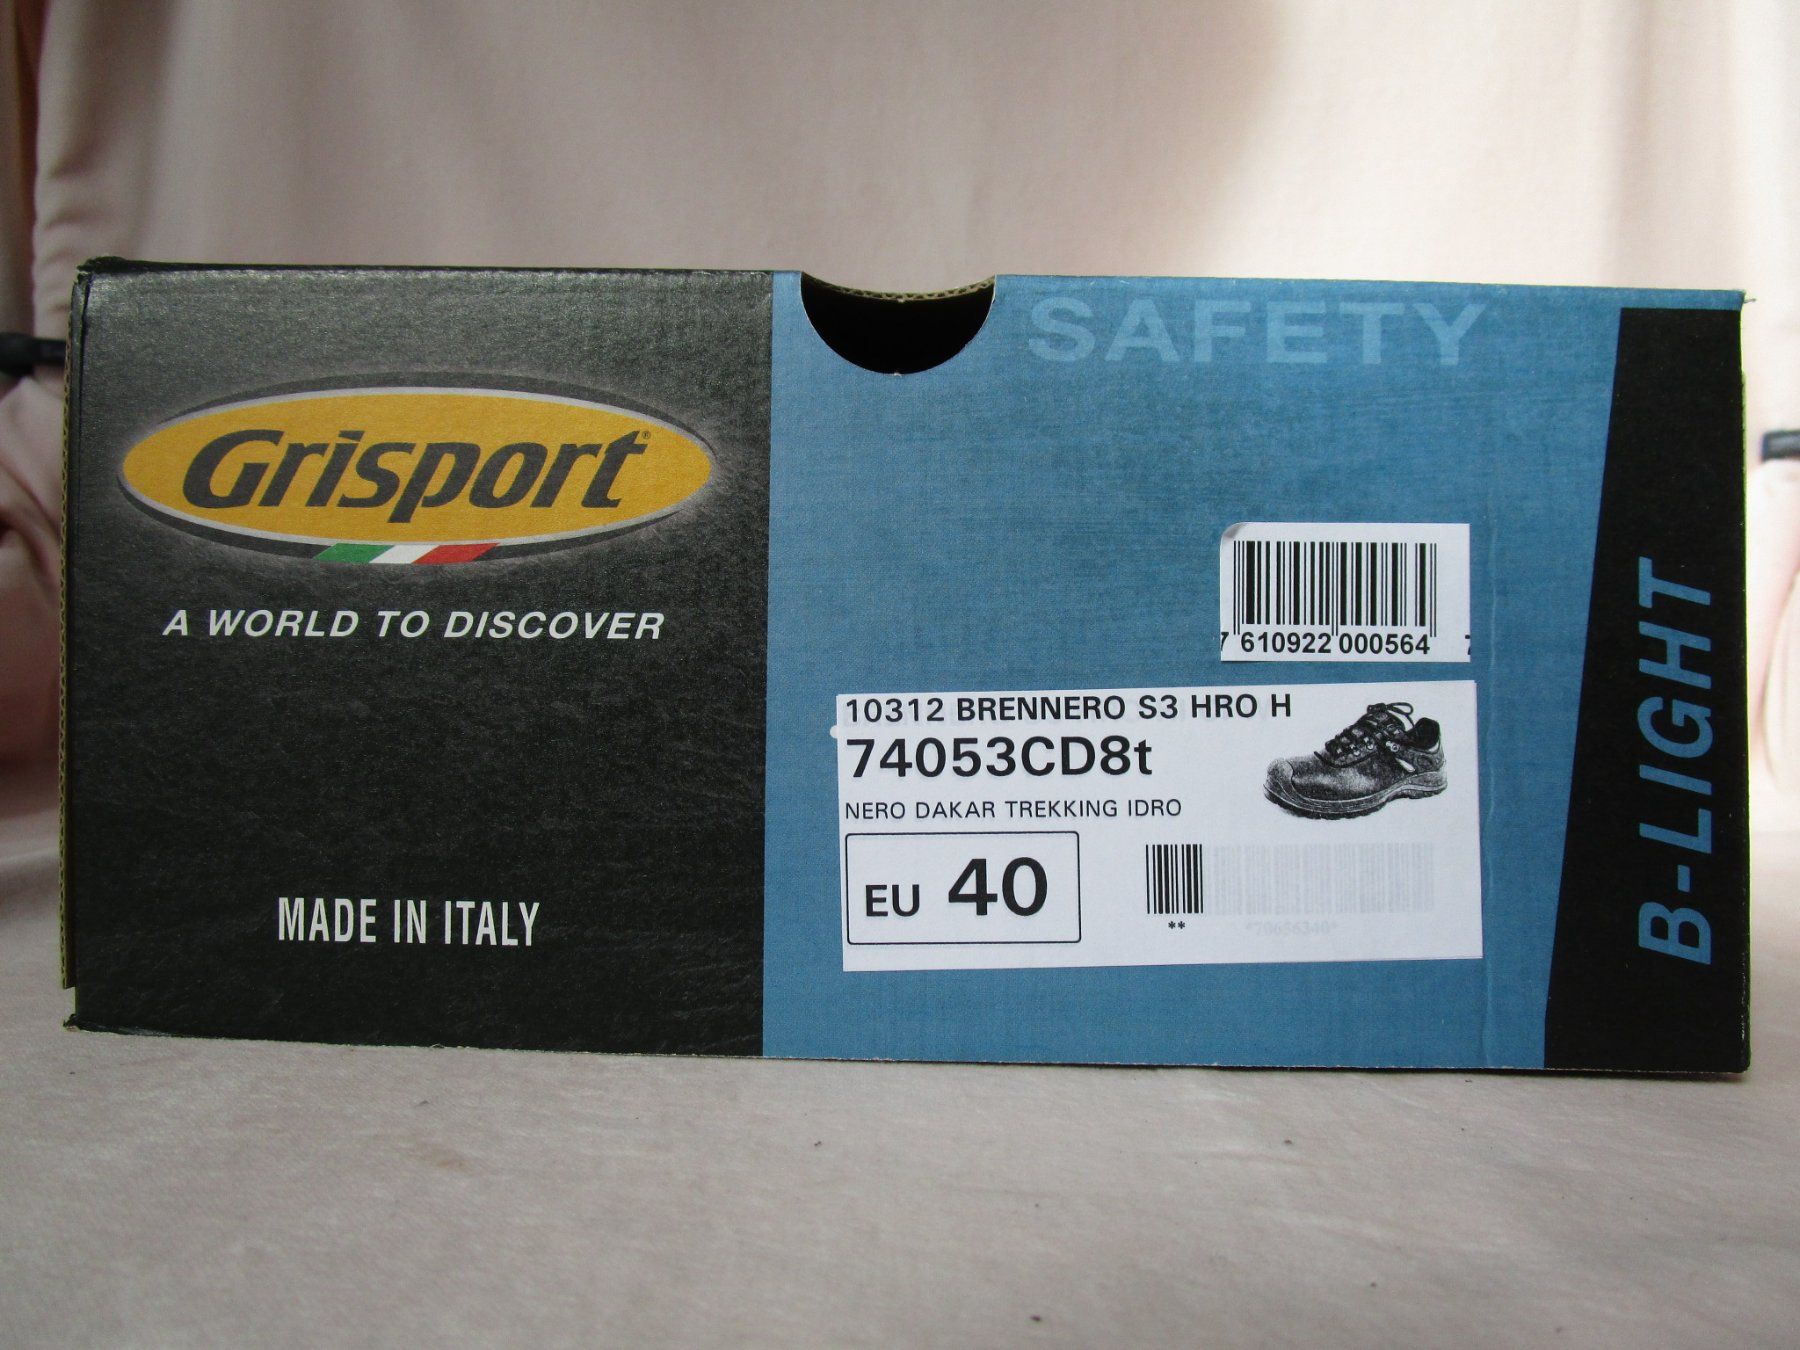 SAFETY
Grisport®
A WORLD TO DISCOVER
MADE IN ITALY
7 610922 000564
10312 BRENNERO S3 HRO H
74053CD8t
NERO DAKAR TREKKING IDRO
EU 40
**
*70656340*
B-LIGHT